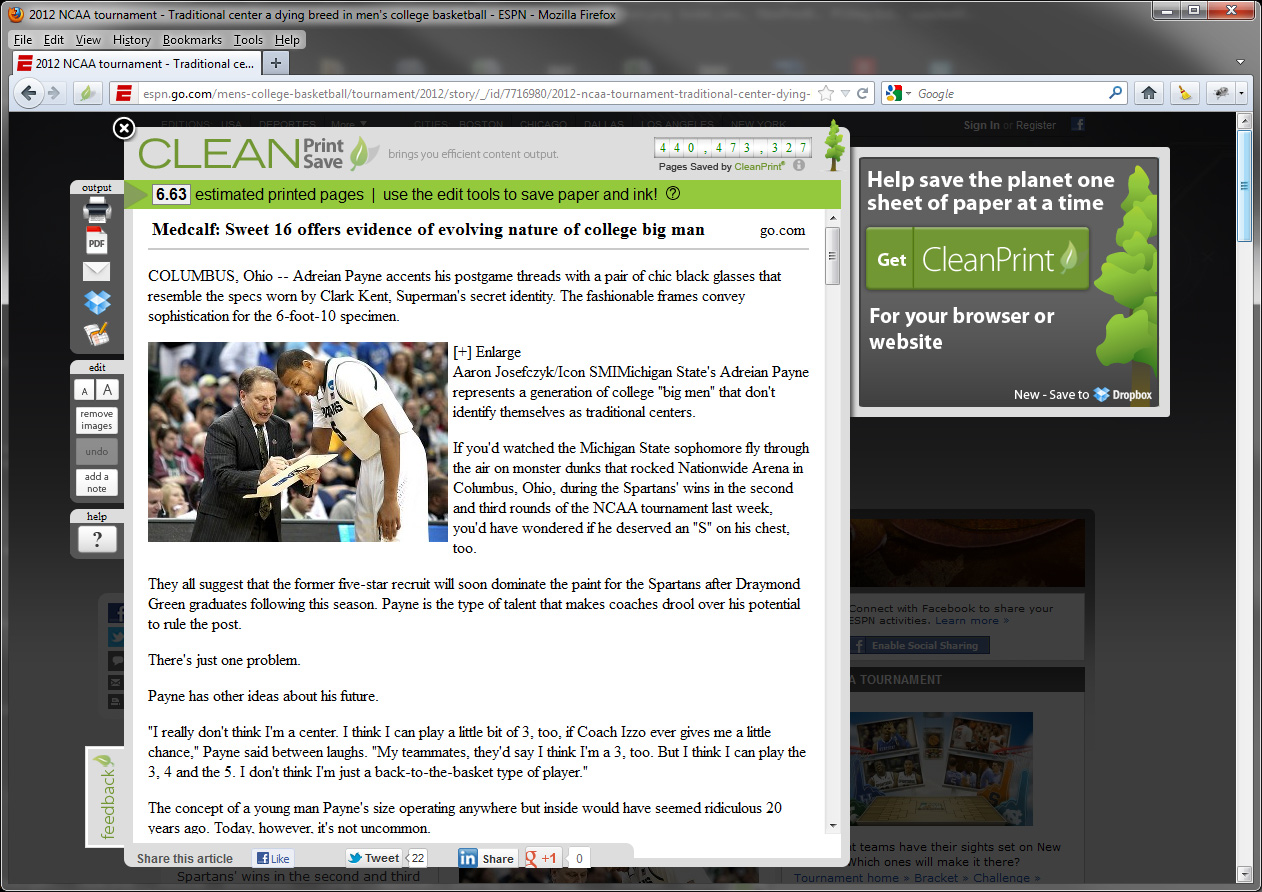 2012 NCAA tournament - Traditional center a dying breed in men's college basketball - ESPN - Mozilla Firefox
File Edit View History Bookmarks Tools Help
2012 NCAA tournament - Traditional ce...
espn.go.com/mens-college-basketball/tournament/2012/story/_/id/7716980/2012-ncaa-tournament-traditional-center-dying-
Google
EDITIONS: USA DEPORTES More CITIES: BOSTON CHICAGO DALLAS LOS ANGELES NEW YORK
Sign In or Register
CLEAN Print Save
brings you efficient content output.
440,473,327
Pages Saved by CleanPrint
6.63 estimated printed pages | use the edit tools to save paper and ink!
output
PDF
edit
A A
remove images
undo
add a note
help
?
feedback
Medcalf: Sweet 16 offers evidence of evolving nature of college big man
go.com
COLUMBUS, Ohio -- Adreian Payne accents his postgame threads with a pair of chic black glasses that
resemble the specs worn by Clark Kent, Superman's secret identity. The fashionable frames convey
sophistication for the 6-foot-10 specimen.
[+] Enlarge
Aaron Josefczyk/Icon SMIMichigan State's Adreian Payne
represents a generation of college "big men" that don't
identify themselves as traditional centers.
If you'd watched the Michigan State sophomore fly through
the air on monster dunks that rocked Nationwide Arena in
Columbus, Ohio, during the Spartans' wins in the second
and third rounds of the NCAA tournament last week,
you'd have wondered if he deserved an "S" on his chest,
too.
They all suggest that the former five-star recruit will soon dominate the paint for the Spartans after Draymond
Green graduates following this season. Payne is the type of talent that makes coaches drool over his potential
to rule the post.
There's just one problem.
Payne has other ideas about his future.
"I really don't think I'm a center. I think I can play a little bit of 3, too, if Coach Izzo ever gives me a little
chance," Payne said between laughs. "My teammates, they'd say I think I'm a 3, too. But I think I can play the
3, 4 and the 5. I don't think I'm just a back-to-the-basket type of player."
The concept of a young man Payne's size operating anywhere but inside would have seemed ridiculous 20
years ago. Today, however, it's not uncommon.
Share this article
Like
Tweet 22
in Share
g +1 0
Spartans' wins in the second and third
Help save the planet one
sheet of paper at a time
Get CleanPrint
For your browser or
website
New - Save to Dropbox
Connect with Facebook to share your
ESPN activities. Learn more »
Enable Social Sharing
A TOURNAMENT
nt teams have their sights set on New
Which ones will make it there?
Tournament home » Bracket » Challenge »